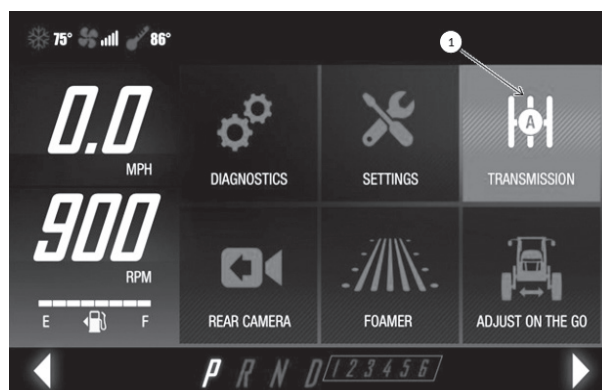 75° 86°
1
0.0
MPH
900
RPM
E F
DIAGNOSTICS SETTINGS A TRANSMISSION
REAR CAMERA FOAMER ADJUST ON THE GO
P R N D 1 2 3 4 5 6